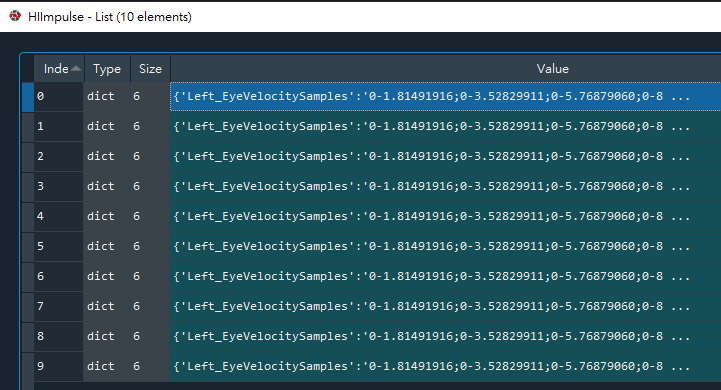 HIImpulse - List (10 elements)
Inde Type Size Value
0 dict 6 {'Left_EyeVelocitySamples':'0-1.81491916;0-3.52829911;0-5.76879060;0-8 ...
1 dict 6 {'Left_EyeVelocitySamples':'0-1.81491916;0-3.52829911;0-5.76879060;0-8 ...
2 dict 6 {'Left_EyeVelocitySamples':'0-1.81491916;0-3.52829911;0-5.76879060;0-8 ...
3 dict 6 {'Left_EyeVelocitySamples':'0-1.81491916;0-3.52829911;0-5.76879060;0-8 ...
4 dict 6 {'Left_EyeVelocitySamples':'0-1.81491916;0-3.52829911;0-5.76879060;0-8 ...
5 dict 6 {'Left_EyeVelocitySamples':'0-1.81491916;0-3.52829911;0-5.76879060;0-8 ...
6 dict 6 {'Left_EyeVelocitySamples':'0-1.81491916;0-3.52829911;0-5.76879060;0-8 ...
7 dict 6 {'Left_EyeVelocitySamples':'0-1.81491916;0-3.52829911;0-5.76879060;0-8 ...
8 dict 6 {'Left_EyeVelocitySamples':'0-1.81491916;0-3.52829911;0-5.76879060;0-8 ...
9 dict 6 {'Left_EyeVelocitySamples':'0-1.81491916;0-3.52829911;0-5.76879060;0-8 ...